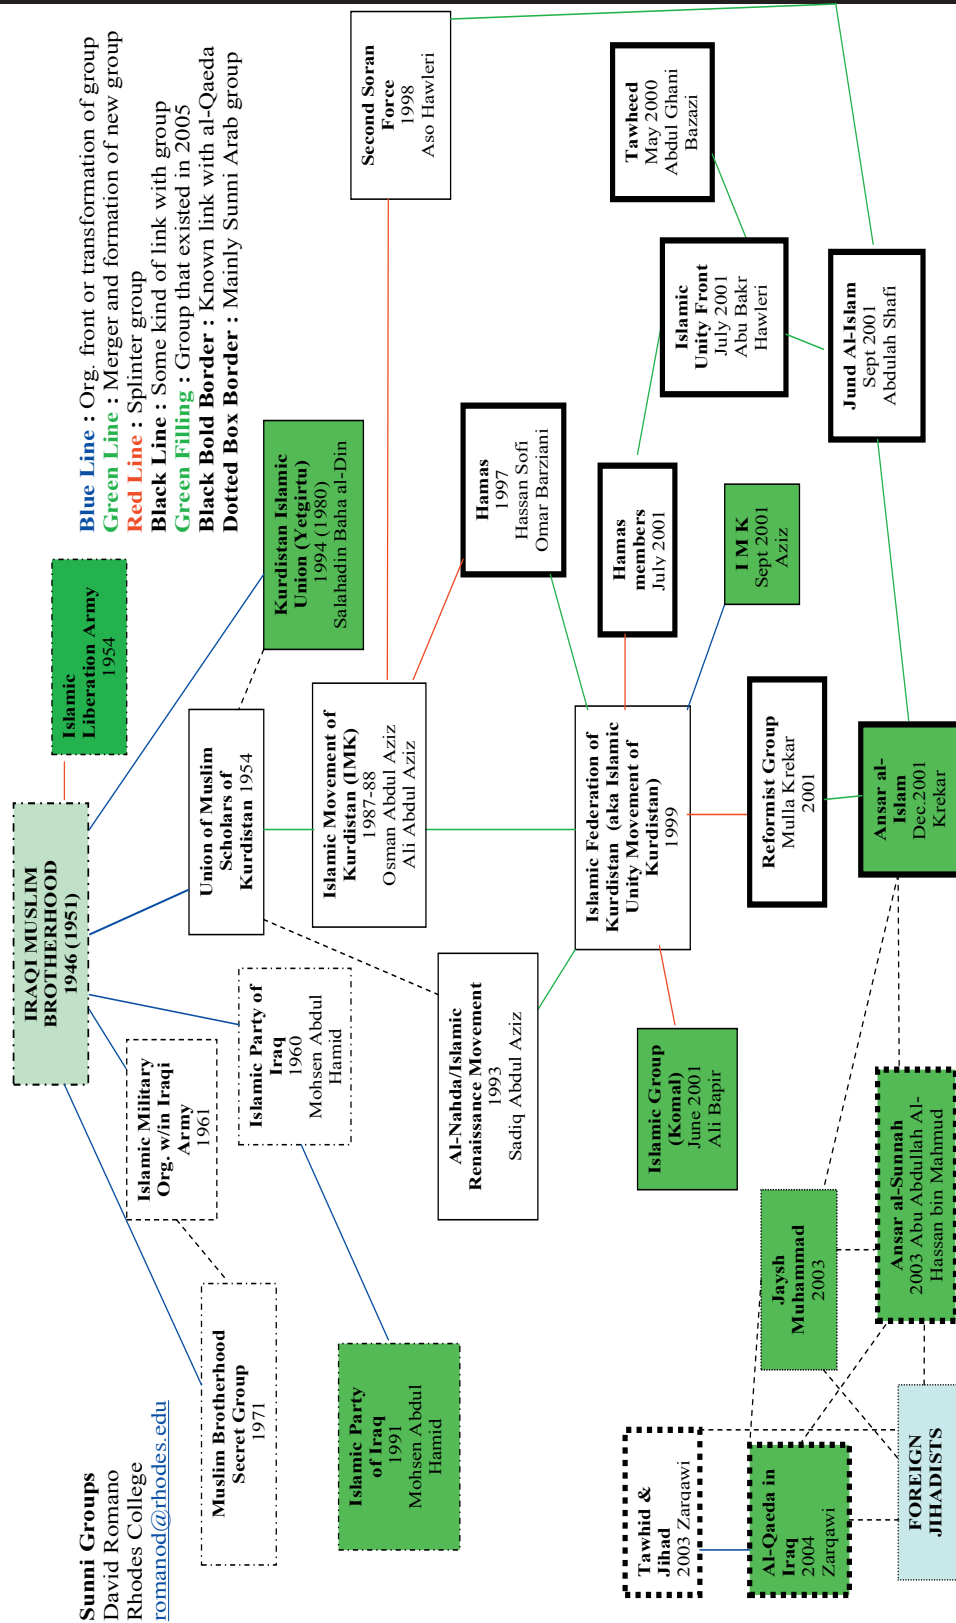 Sunni Groups
David Romano
Rhodes College
romanod@rhodes.edu
IRAQI MUSLIM
BROTHERHOOD
1946 (1951)
Islamic
Liberation Army
1954
Blue Line : Org. front or transformation of group
Green Line : Merger and formation of new group
Red Line : Splinter group
Black Line : Some kind of link with group
Green Filling : Group that existed in 2005
Black Bold Border : Known link with al-Qaeda
Dotted Box Border : Mainly Sunni Arab group
Muslim Brotherhood
Secret Group
1971
Islamic Military
Org. w/in Iraqi
Army
1961
Islamic Party of
Iraq
1960
Mohsen Abdul
Hamid
Union of Muslim
Scholars of
Kurdistan 1954
Kurdistan Islamic
Union (Yetgirtu)
1994 (1980)
Salahadin Baha al-Din
Islamic Party
of Iraq
1991
Mohsen Abdul
Hamid
Islamic Movement of
Kurdistan (IMK)
1987-88
Osman Abdul Aziz
Ali Abdul Aziz
Second Soran
Force
1998
Aso Hawleri
Al-Nahda/Islamic
Renaissance Movement
1993
Sadiq Abdul Aziz
Hamas
1997
Hassan Sofi
Omar Barziani
Islamic Federation of
Kurdistan (aka Islamic
Unity Movement of
Kurdistan)
1999
Hamas
members
July 2001
Tawheed
May 2000
Abdul Ghani
Bazazi
Islamic
Unity Front
July 2001
Abu Bakr
Hawleri
Islamic Group
(Komal)
June 2001
Ali Bapir
I M K
Sept 2001
Aziz
Reformist Group
Mulla Krekar
2001
Jund Al-Islam
Sept 2001
Abdulah Shafi
Tawhid &
Jihad
2003 Zarqawi
Al-Qaeda in
Iraq
2004
Zarqawi
Jaysh
Muhammad
2003
Ansar al-
Islam
Dec.2001
Krekar
Ansar al-Sunnah
2003 Abu Abdullah Al-
Hassan bin Mahmud
FOREIGN
JIHADISTS